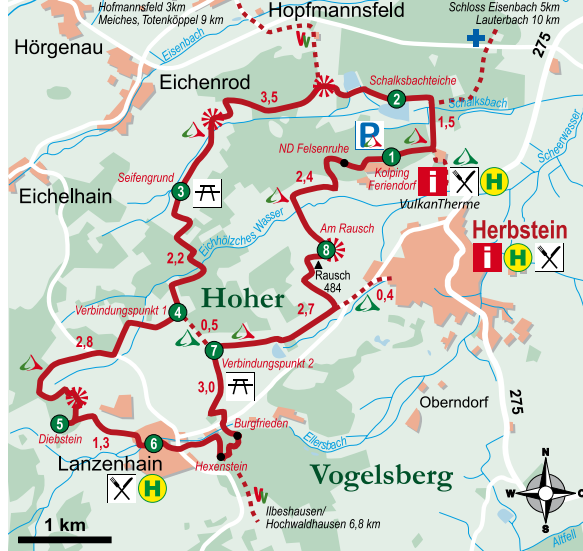 Hofmannsfeld 3km
Meiches, Totenköppel 9 km
Hopfmannsfeld
Schloss Eisenbach 5km
Lauterbach 10 km
Hörgenau
Eisenbach
275
Eichenrod
Schalksbachteiche
3,5
2
Schalksbach
1,5
P
ND Felsenruhe
1
Kolping
Feriendorf
Scheerwasser
Seifengrund
3
2,4
i
H
VulkanTherme
Eichelhain
Eichhölzches Wasser
Am Rausch
8
Herbstein
i
H
2,2
Rausch
484
Hoher
0,4
2,7
Verbindungspunkt 1
4
0,5
7
Verbindungspunkt 2
2,8
3,0
275
Oberndorf
5
Diebstein
1,3
6
Burgfrieden
Ellersbach
Lanzenhain
Hexenstein
Vogelsberg
H
N
W
O
S
Ilbeshausen/
Hochwaldhausen 6,8 km
1 km
Altfell